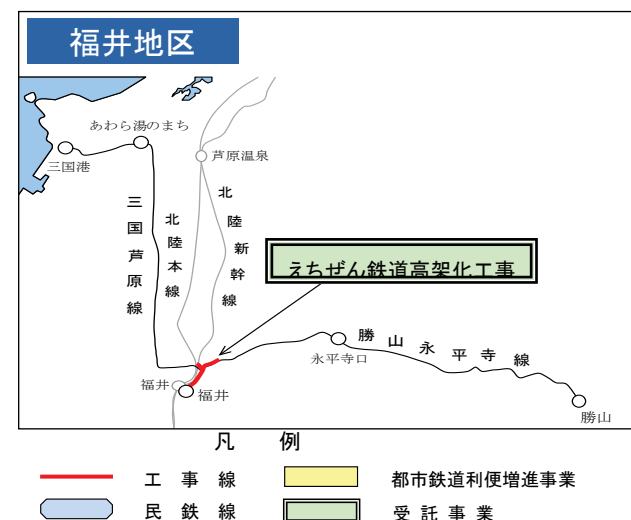 福井地区
あわら湯のまち
三国港
芦原温泉
三国芦原線
北陸本線
北陸新幹線
えちぜん鉄道高架化工事
勝山永平寺線
永平寺口
福井
福井
勝山
凡 例
工事線
都市鉄道利便増進事業
民鉄線
受託事業